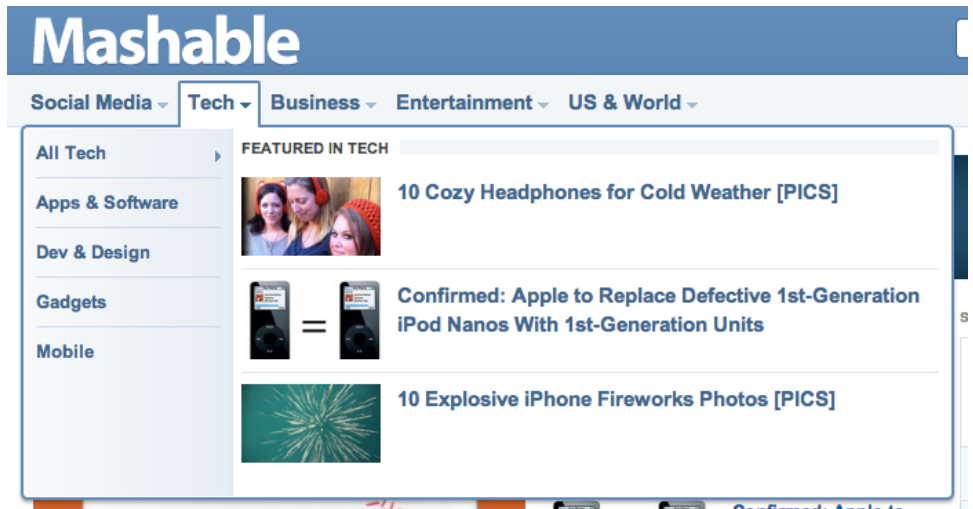 Mashable
Social Media Tech Business Entertainment US & World
All Tech
Apps & Software
Dev & Design
Gadgets
Mobile
FEATURED IN TECH
10 Cozy Headphones for Cold Weather [PICS]
=
Confirmed: Apple to Replace Defective 1st-Generation
iPod Nanos With 1st-Generation Units
10 Explosive iPhone Fireworks Photos [PICS]
Confirmed: Apple to